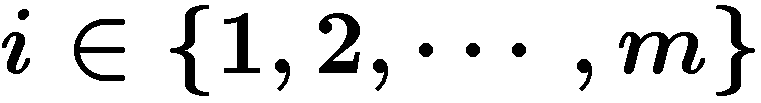 i ∈ {1, 2, ··· , m}